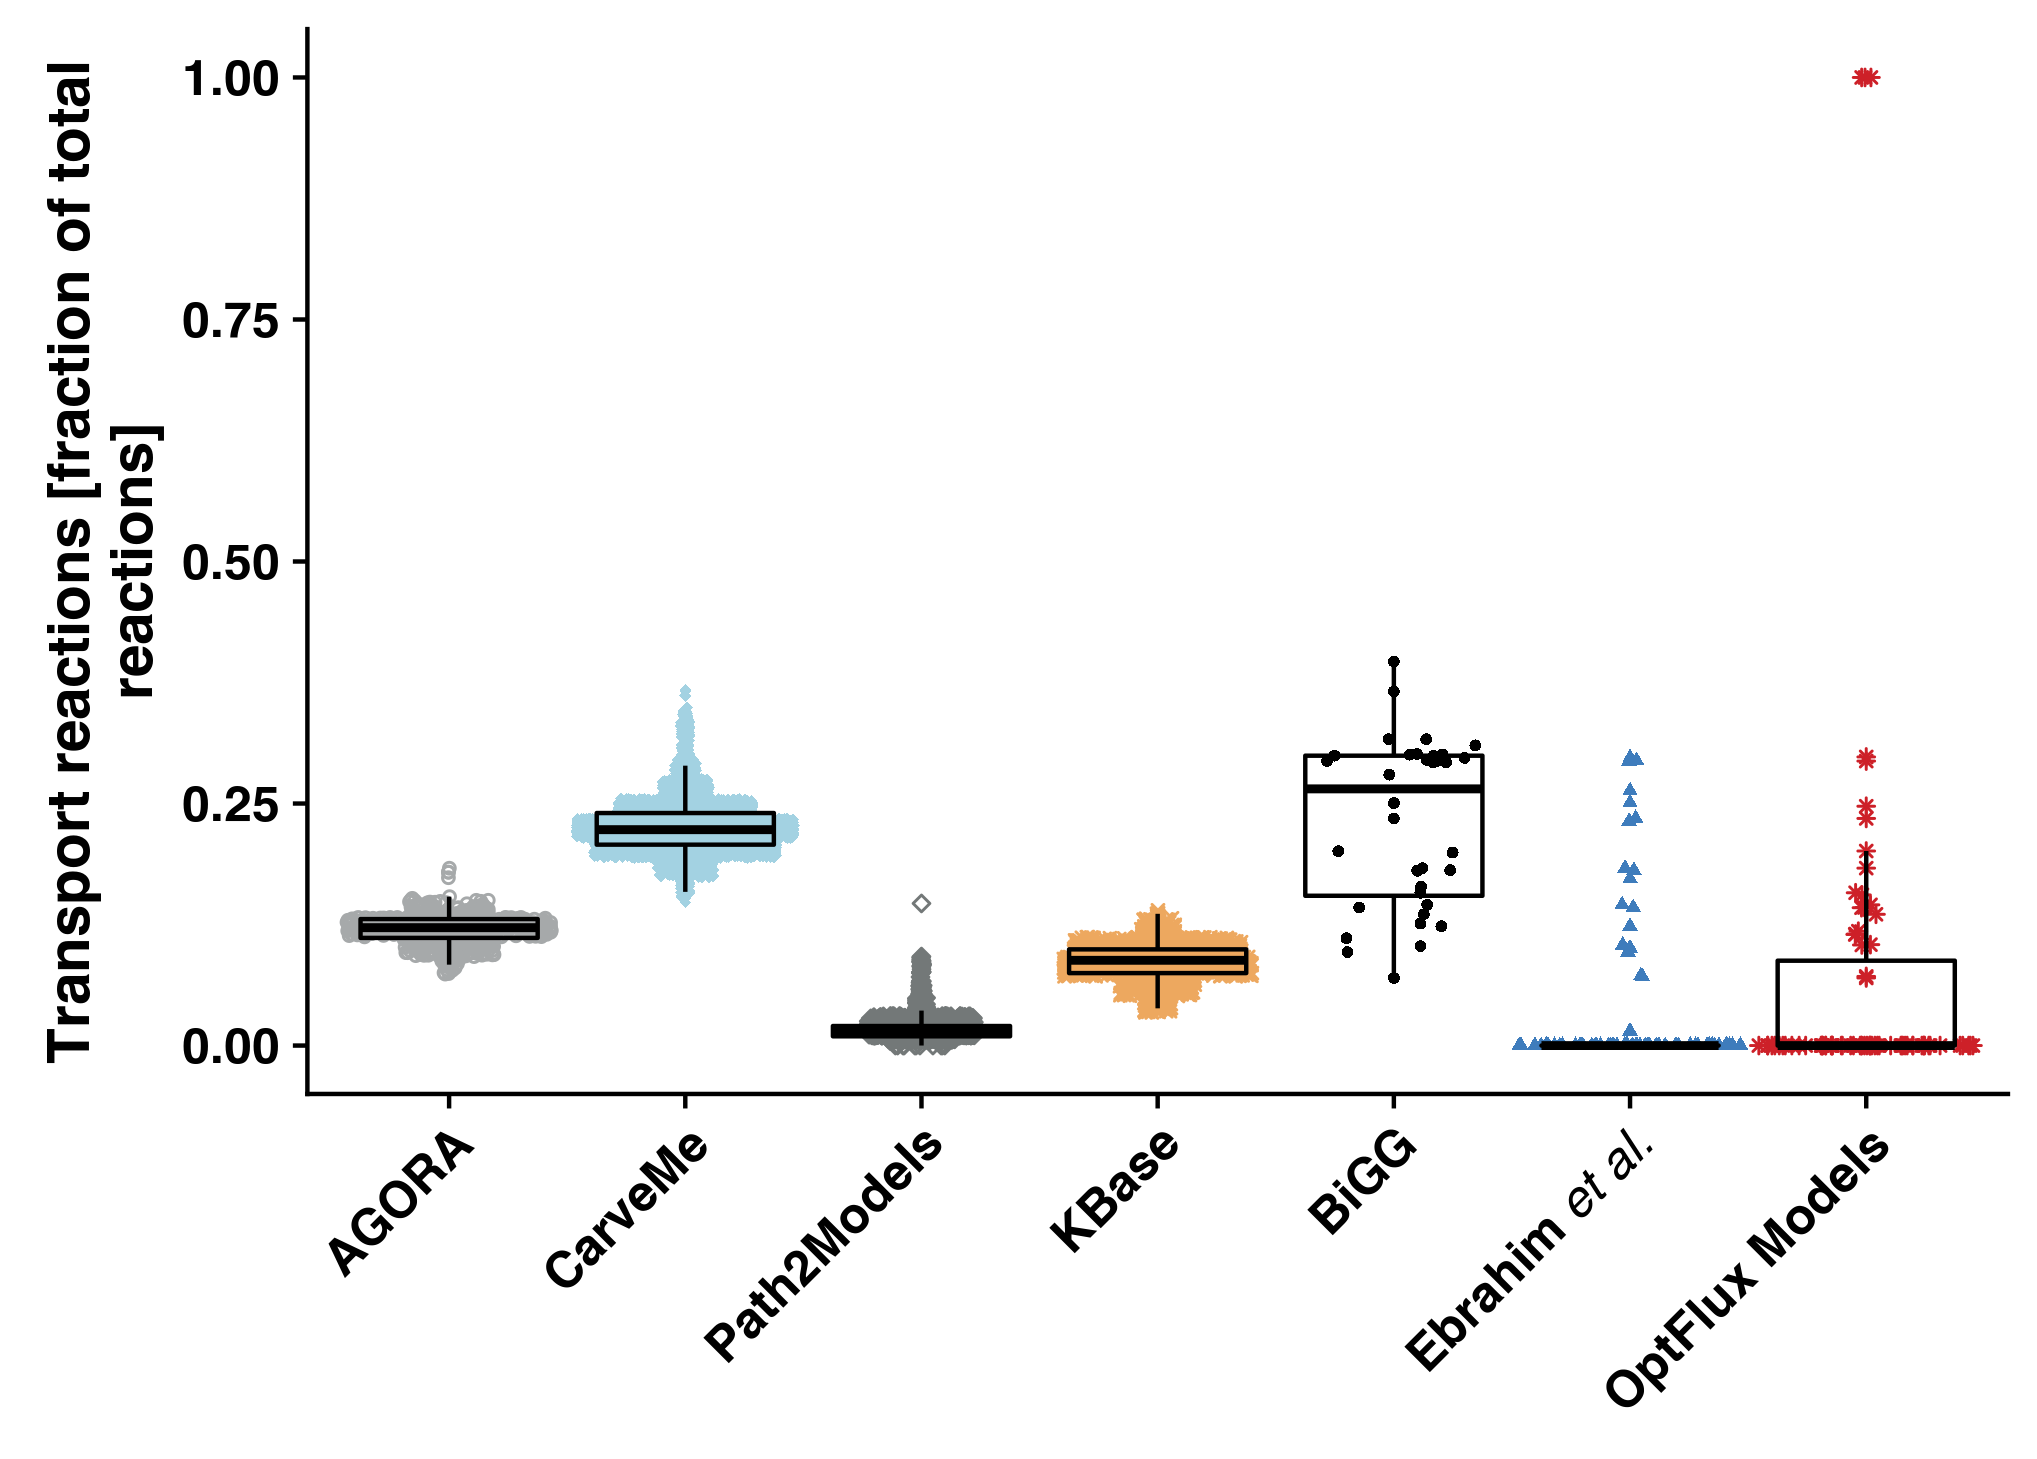 Transport reactions [fraction of total
reactions]
1.00
0.75
0.50
0.25
0.00
AGORA
CarveMe
Path2Models
KBase
BiGG
Ebrahim et al.
OptFlux Models